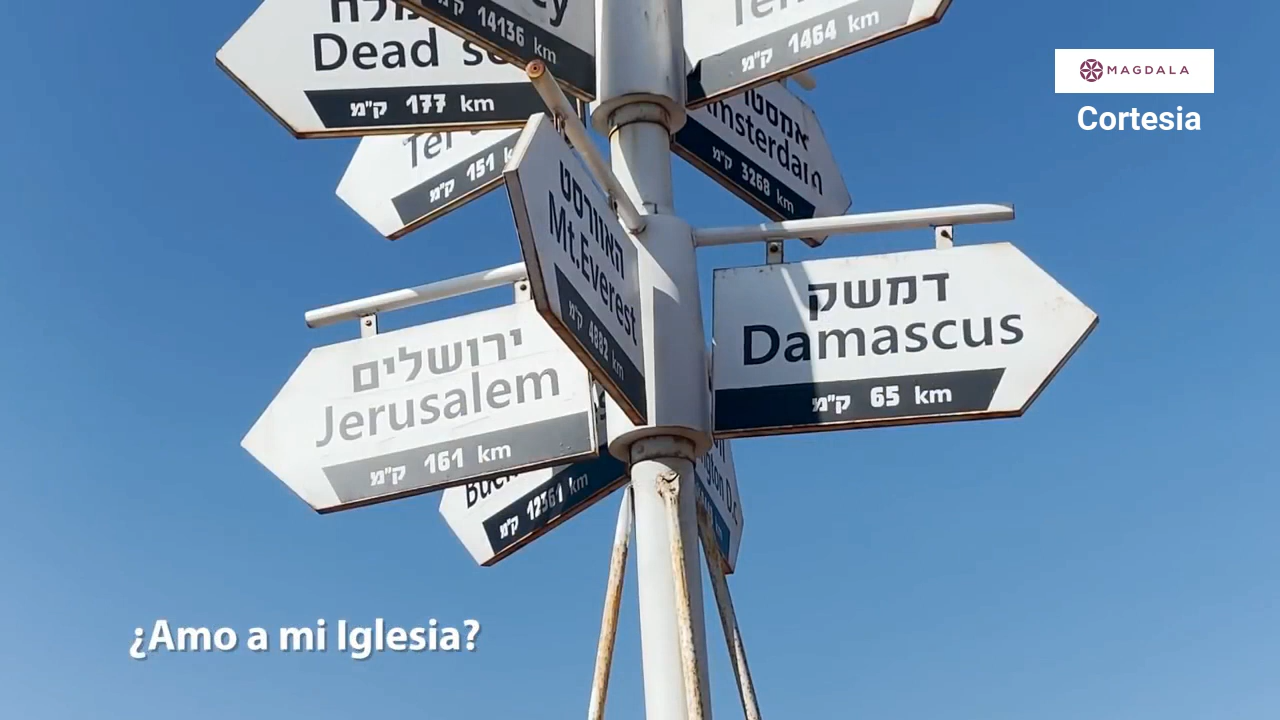 Dead
ק"מ 177 km
ק"מ 14136 km
ק"מ 1464 km
ק"מ 151
אמסטרדם
Amsterdam
ק"מ 3268 km
האוורסט
Mt.Everest
ק"מ 4882 km
דמשק
Damascus
ק"מ 65 km
ירושלים
Jerusalem
ק"מ 161 km
ק"מ 12361 km
D.C
MAGDALA
Cortesia
¿Amo a mi Iglesia?